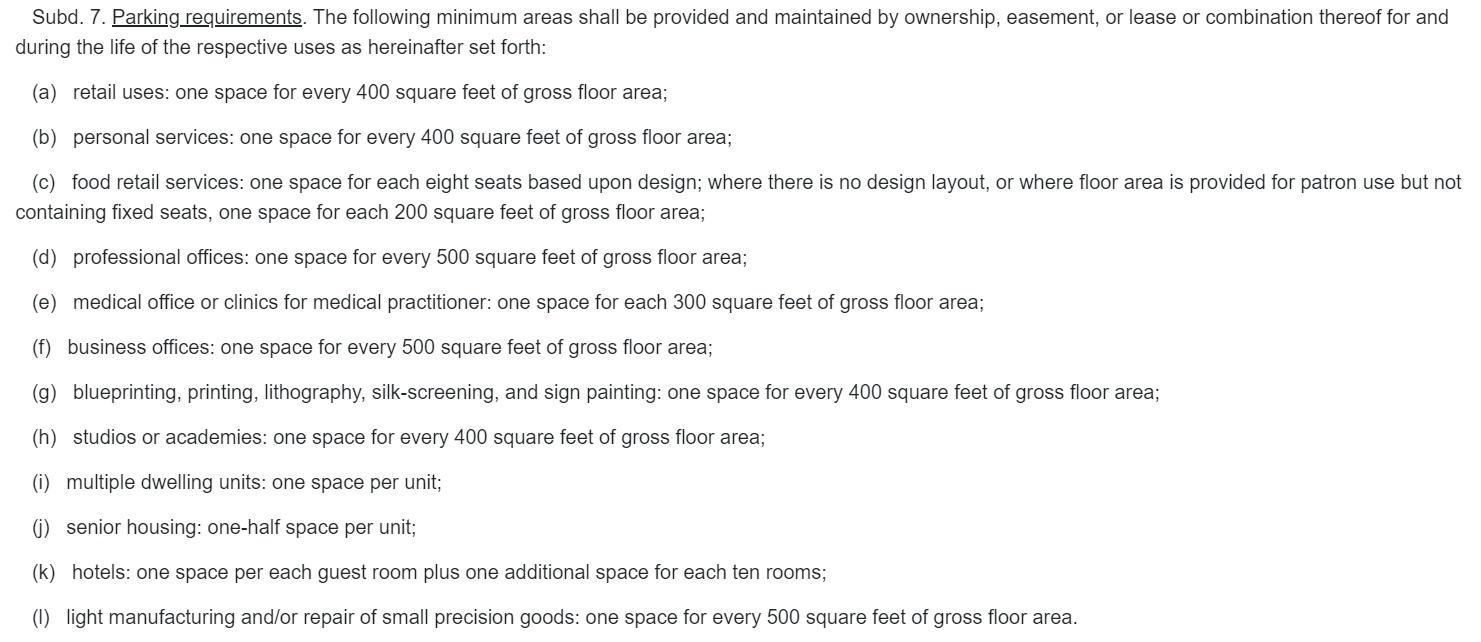 Subd. 7. Parking requirements. The following minimum areas shall be provided and maintained by ownership, easement, or lease or combination thereof for and
during the life of the respective uses as hereinafter set forth:
(a) retail uses: one space for every 400 square feet of gross floor area;
(b) personal services: one space for every 400 square feet of gross floor area;
(c) food retail services: one space for each eight seats based upon design; where there is no design layout, or where floor area is provided for patron use but not
containing fixed seats, one space for each 200 square feet of gross floor area;
(d) professional offices: one space for every 500 square feet of gross floor area;
(e) medical office or clinics for medical practitioner: one space for each 300 square feet of gross floor area;
(f) business offices: one space for every 500 square feet of gross floor area;
(g) blueprinting, printing, lithography, silk-screening, and sign painting: one space for every 400 square feet of gross floor area;
(h) studios or academies: one space for every 400 square feet of gross floor area;
(i) multiple dwelling units: one space per unit;
(j) senior housing: one-half space per unit;
(k) hotels: one space per each guest room plus one additional space for each ten rooms;
(l) light manufacturing and/or repair of small precision goods: one space for every 500 square feet of gross floor area.